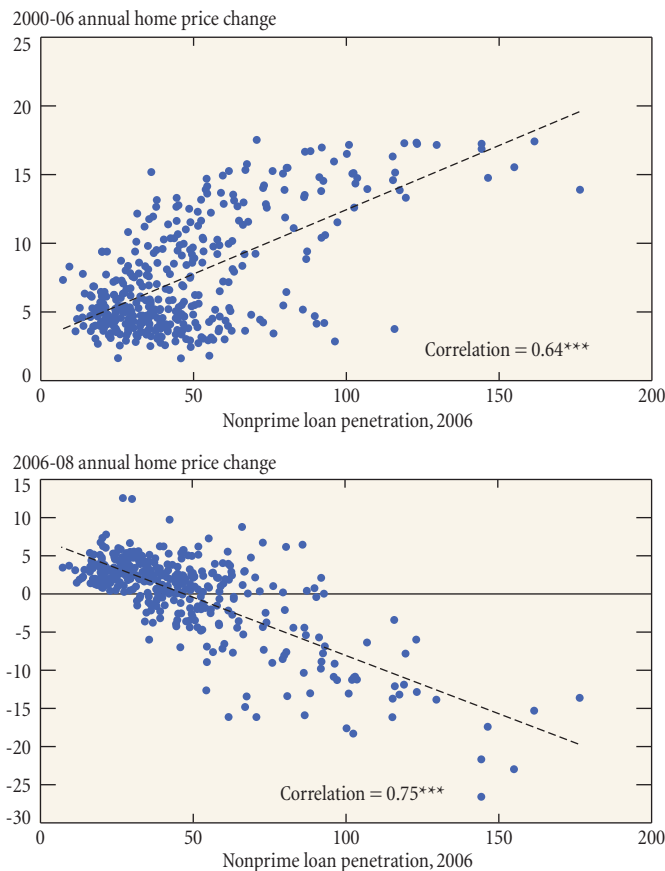 2000-06 annual home price change
25
20
15
10
5
0
Correlation = 0.64***
0 50 100 150 200
Nonprime loan penetration, 2006
2006-08 annual home price change
15
10
5
0
-5
-10
-15
-20
-25
-30
Correlation = 0.75***
0 50 100 150 200
Nonprime loan penetration, 2006